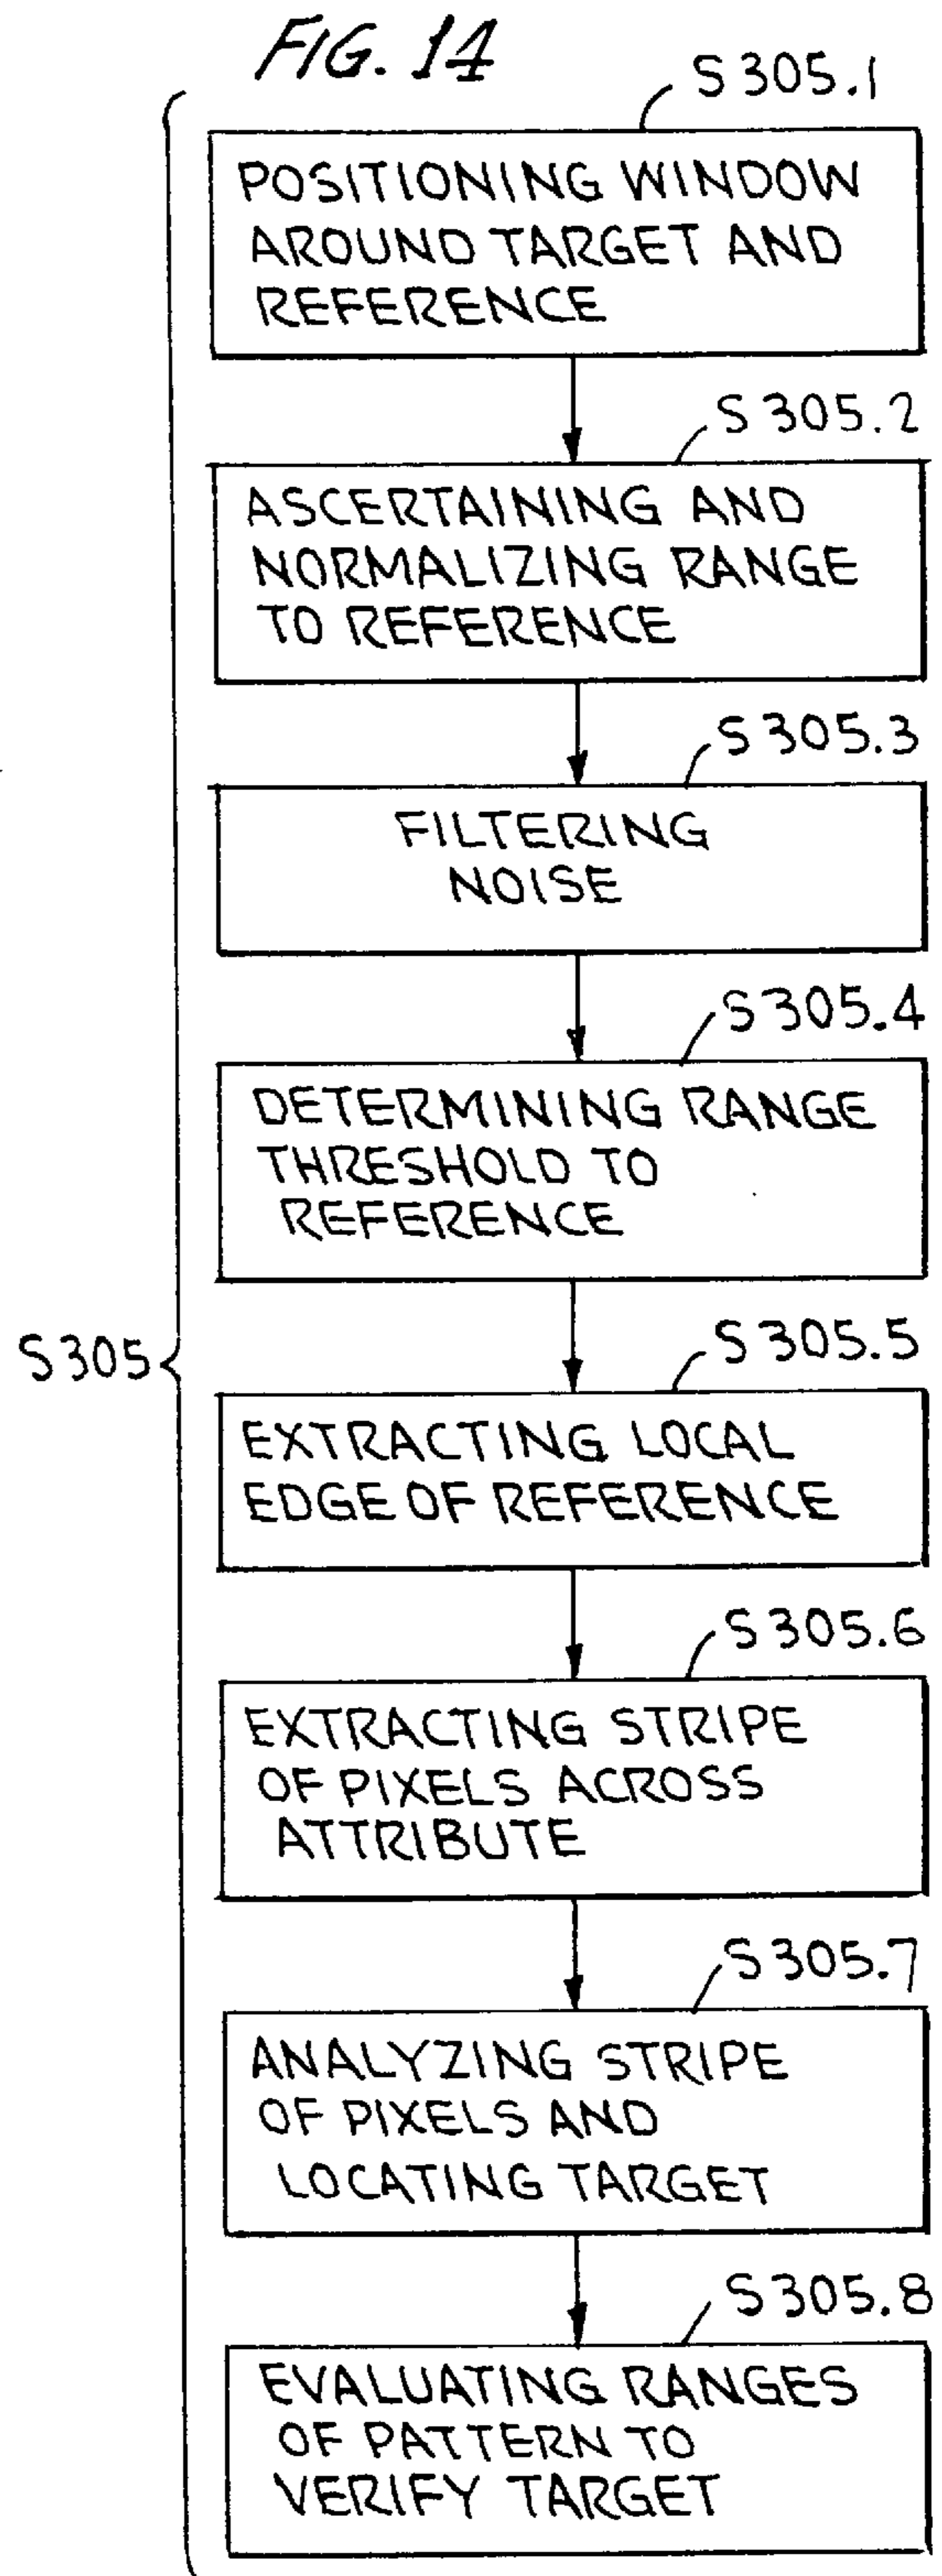 FIG. 14
S305.1
POSITIONING WINDOW
AROUND TARGET AND
REFERENCE
S305.2
ASCERTAINING AND
NORMALIZING RANGE
TO REFERENCE
S305.3
FILTERING
NOISE
S305.4
DETERMINING RANGE
THRESHOLD TO
REFERENCE
S305
S305.5
EXTRACTING LOCAL
EDGE OF REFERENCE
S305.6
EXTRACTING STRIPE
OF PIXELS ACROSS
ATTRIBUTE
S305.7
ANALYZING STRIPE
OF PIXELS AND
LOCATING TARGET
S305.8
EVALUATING RANGES
OF PATTERN TO
VERIFY TARGET